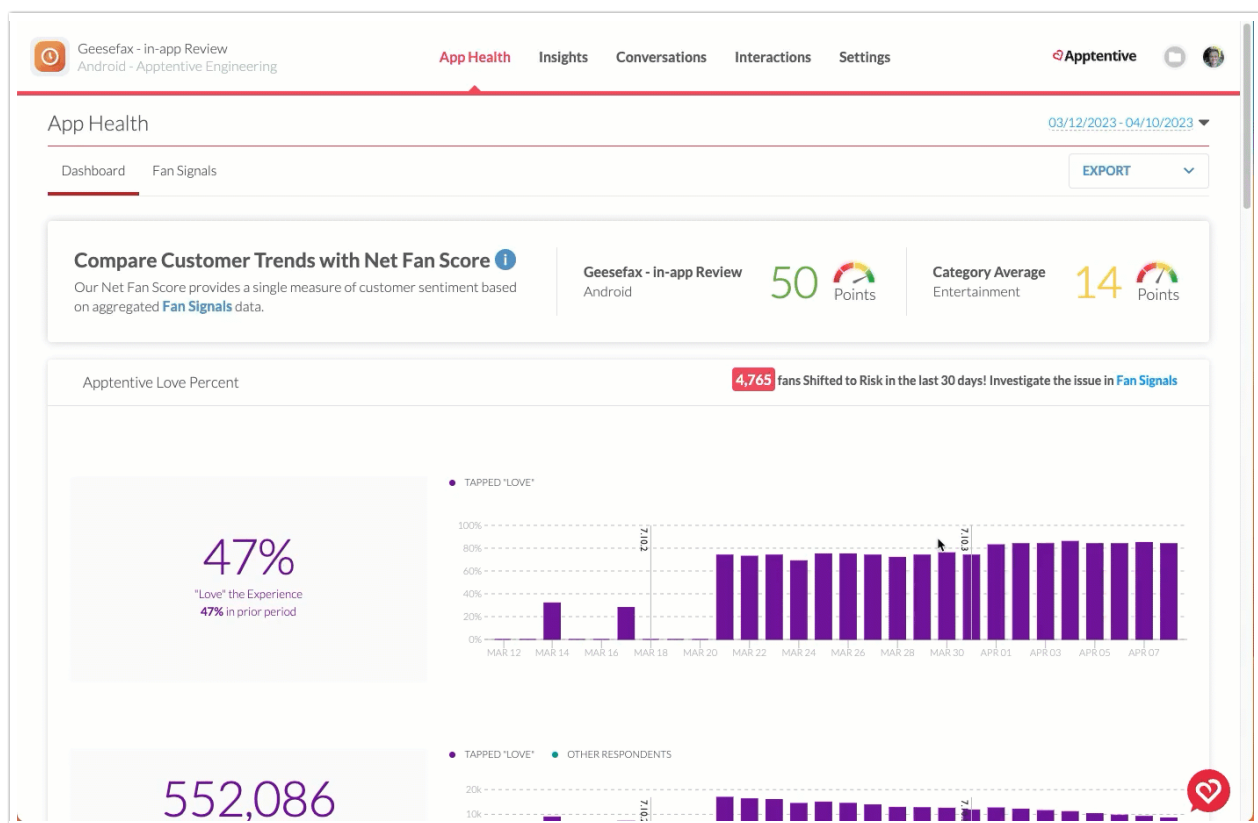 Geesefax - in-app Review
Android - Apptentive Engineering
App Health Insights Conversations Interactions Settings
Apptentive
App Health
03/12/2023 - 04/10/2023
Dashboard Fan Signals
EXPORT
Compare Customer Trends with Net Fan Score i
Our Net Fan Score provides a single measure of customer sentiment based
on aggregated Fan Signals data.
Geesefax - in-app Review
Android
50
Points
Category Average
Entertainment
14
Points
Apptentive Love Percent
4,765 fans Shifted to Risk in the last 30 days! Investigate the issue in Fan Signals
47%
"Love" the Experience
47% in prior period
TAPPED "LOVE"
100%
80%
60%
40%
20%
0%
7.10.2
7.10.3
MAR 12 MAR 14 MAR 16 MAR 18 MAR 20 MAR 22 MAR 24 MAR 26 MAR 28 MAR 30 APR 01 APR 03 APR 05 APR 07
552,086
TAPPED "LOVE" OTHER RESPONDENTS
20k
10k